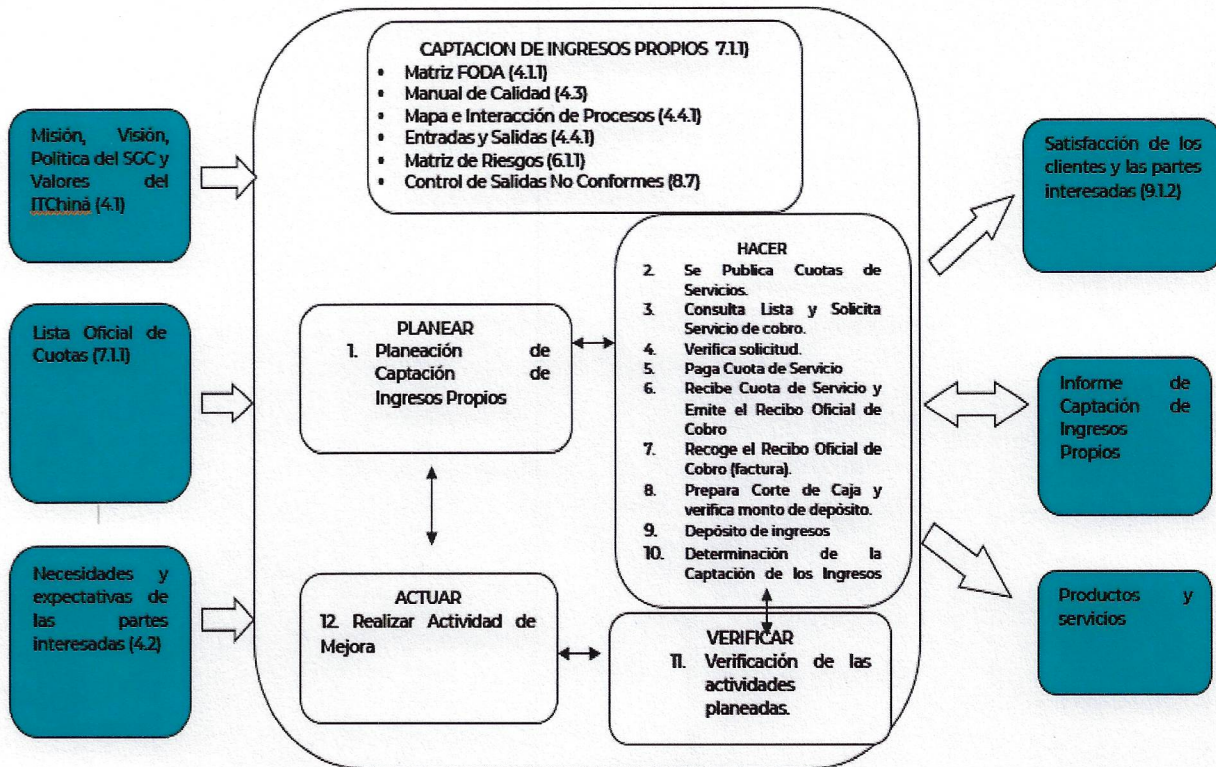 CAPTACION DE INGRESOS PROPIOS 7.1.1)
• Matriz FODA (4.1.1)
• Manual de Calidad (4.3)
• Mapa e Interacción de Procesos (4.4.1)
• Entradas y Salidas (4.4.1)
• Matriz de Riesgos (6.1.1)
• Control de Salidas No Conformes (8.7)
Misión, Visión,
Política del SGC y
Valores del
ITChiná (4.1)
Lista Oficial de
Cuotas (7.1.1)
Necesidades y
expectativas de
las partes
interesadas (4.2)
PLANEAR
1. Planeación de
Captación de
Ingresos Propios
HACER
2. Se Publica Cuotas de
Servicios.
3. Consulta Lista y Solicita
Servicio de cobro.
4. Verifica solicitud.
5. Paga Cuota de Servicio
6. Recibe Cuota de Servicio y
Emite el Recibo Oficial de
Cobro
7. Recoge el Recibo Oficial de
Cobro (factura).
8. Prepara Corte de Caja y
verifica monto de depósito.
9. Depósito de ingresos
10. Determinación de la
Captación de los Ingresos
ACTUAR
12. Realizar Actividad de
Mejora
VERIFICAR
11. Verificación de las
actividades
planeadas.
Satisfacción de los
clientes y las partes
interesadas (9.1.2)
Informe de
Captación de
Ingresos
Propios
Productos y
servicios